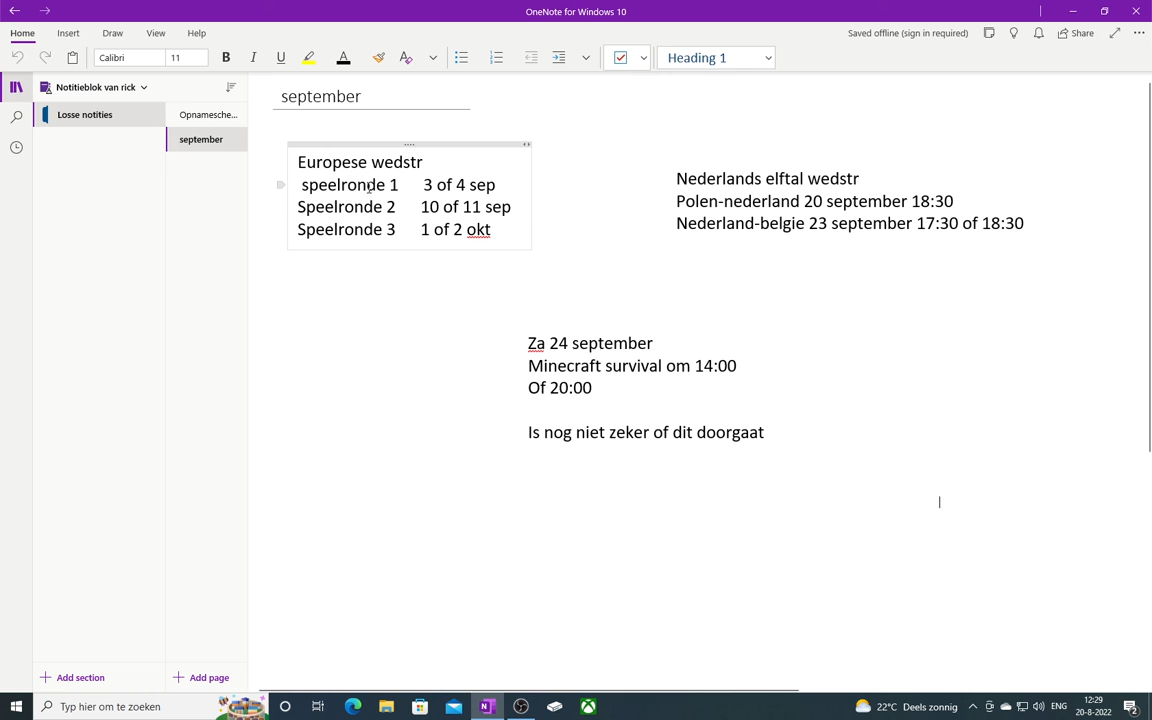 OneNote for Windows 10
Home Insert Draw View Help
Saved offline (sign in required) Share
Calibri 11 B I U A Heading 1
Notitieblok van rick
Losse notities
Opnamesche...
september
september
Europese wedstr
speelronde 1 3 of 4 sep
Speelronde 2 10 of 11 sep
Speelronde 3 1 of 2 okt
Nederlands elftal wedstr
Polen-nederland 20 september 18:30
Nederland-belgie 23 september 17:30 of 18:30
Za 24 september
Minecraft survival om 14:00
Of 20:00
Is nog niet zeker of dit doorgaat
Add section Add page
Typ hier om te zoeken
22°C Deels zonnig ENG
12:29
20-8-2022
2